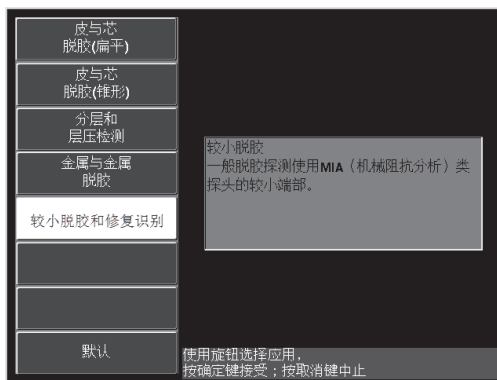 皮与芯
脱胶(扁平)
皮与芯
脱胶(锥形)
分层和
层压检测
金属与金属
脱胶
较小脱胶和修复识别
默认
较小脱胶
一般脱胶探测使用MIA（机械阻抗分析）类
探头的较小端部。
使用旋钮选择应用，
按确定键接受；按取消键中止